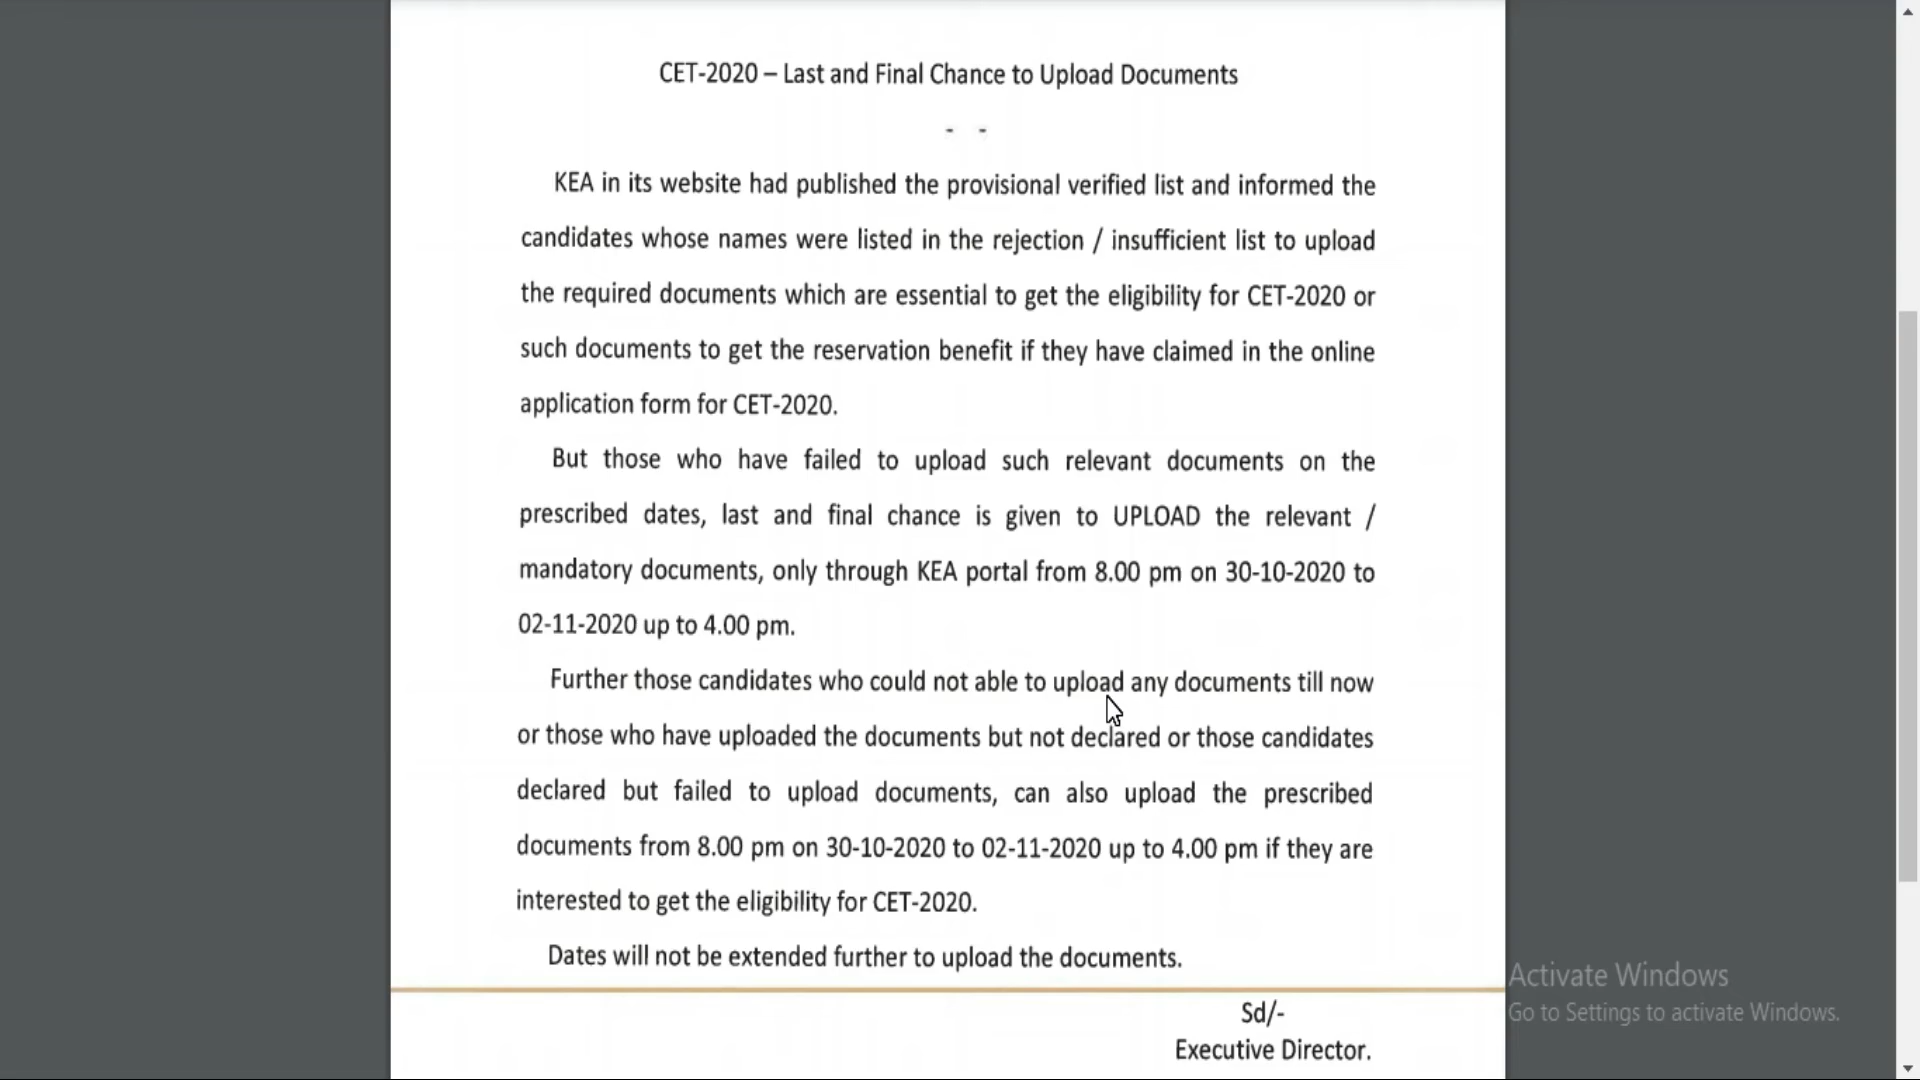 CET-2020 – Last and Final Chance to Upload Documents
- -
KEA in its website had published the provisional verified list and informed the
candidates whose names were listed in the rejection / insufficient list to upload
the required documents which are essential to get the eligibility for CET-2020 or
such documents to get the reservation benefit if they have claimed in the online
application form for CET-2020.
But those who have failed to upload such relevant documents on the
prescribed dates, last and final chance is given to UPLOAD the relevant /
mandatory documents, only through KEA portal from 8.00 pm on 30-10-2020 to
02-11-2020 up to 4.00 pm.
Further those candidates who could not able to upload any documents till now
or those who have uploaded the documents but not declared or those candidates
declared but failed to upload documents, can also upload the prescribed
documents from 8.00 pm on 30-10-2020 to 02-11-2020 up to 4.00 pm if they are
interested to get the eligibility for CET-2020.
Dates will not be extended further to upload the documents.
Sd/-
Executive Director.
Activate Windows
Go to Settings to activate Windows.